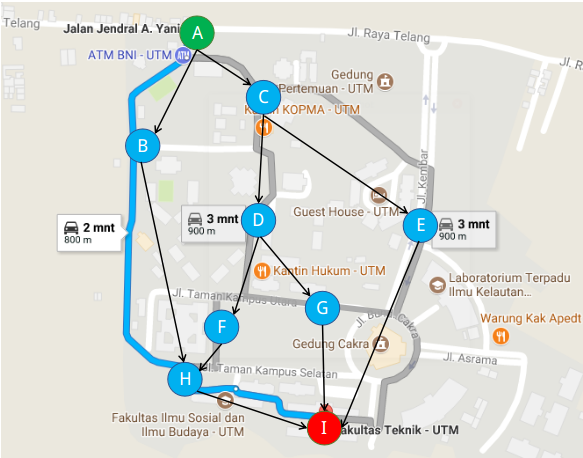 Telang
Jalan Jendral A. Yani
A
Jl. Raya Telang
Jl. R
ATM BNI - UTM
Gedung
Pertemuan - UTM
C
KOPMA - UTM
B
Jl. Kembar
Guest House - UTM
2 mnt
800 m
3 mnt
900 m
D
E
3 mnt
900 m
Kantin Hukum - UTM
Laboratorium Terpadu
Ilmu Kelautan...
Jl. Taman Kampus Utara
G
F
Warung Kak Apedt
Gedung Cakra
Cakra
Jl. Asrama
H
Taman Kampus Selatan
Fakultas Ilmu Sosial dan
Ilmu Budaya - UTM
I
akultas Teknik - UTM